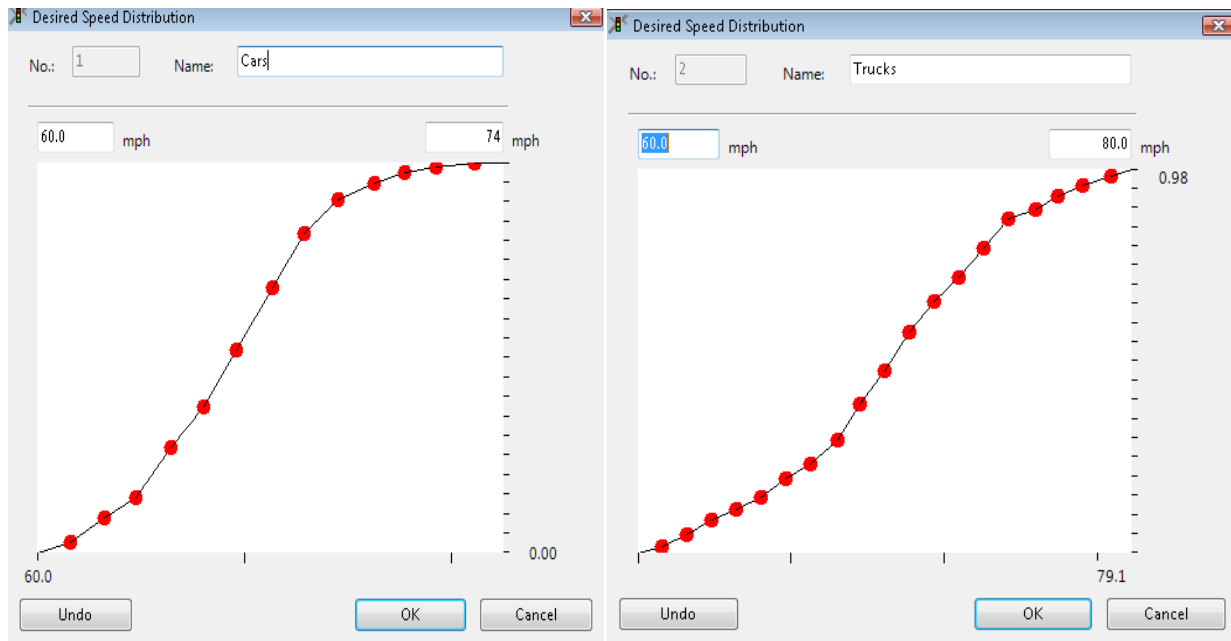 Desired Speed Distribution
No.: 1 Name: Cars
60.0 mph 74 mph
0.00
60.0
Undo OK Cancel
Desired Speed Distribution
No.: 2 Name: Trucks
60.0 mph 80.0 mph
0.98
79.1
Undo OK Cancel